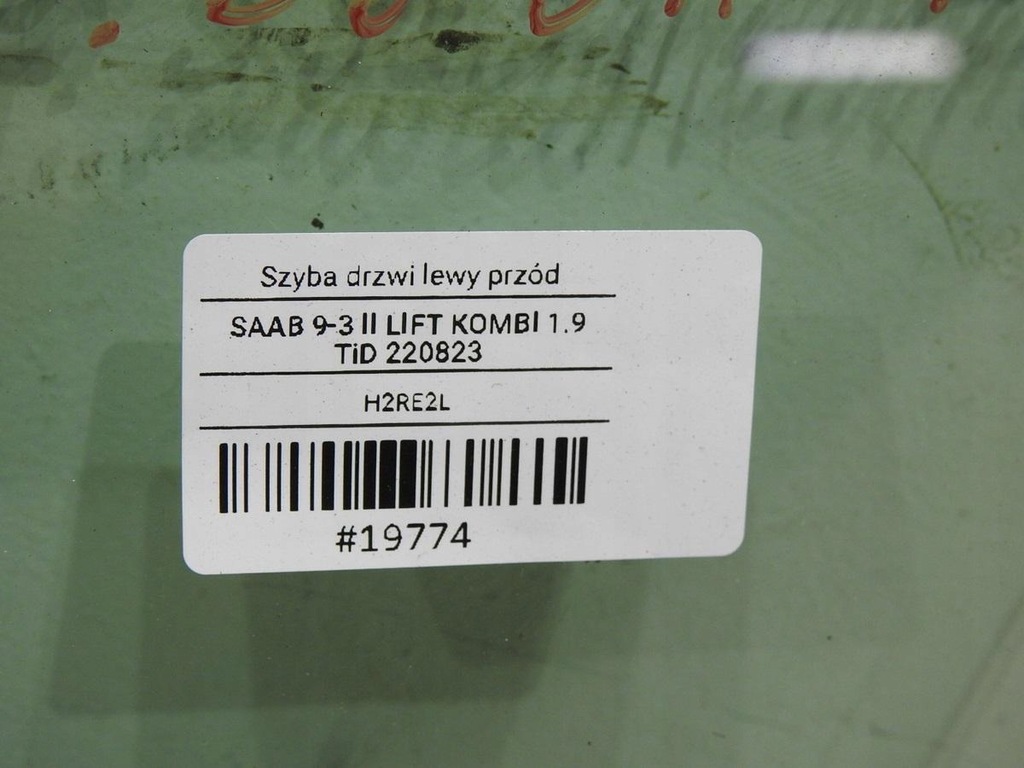 Szyba drzwi lewy przód
SAAB 9-3 II LIFT KOMBI 1.9
TiD 220823
H2RE2L
#19774